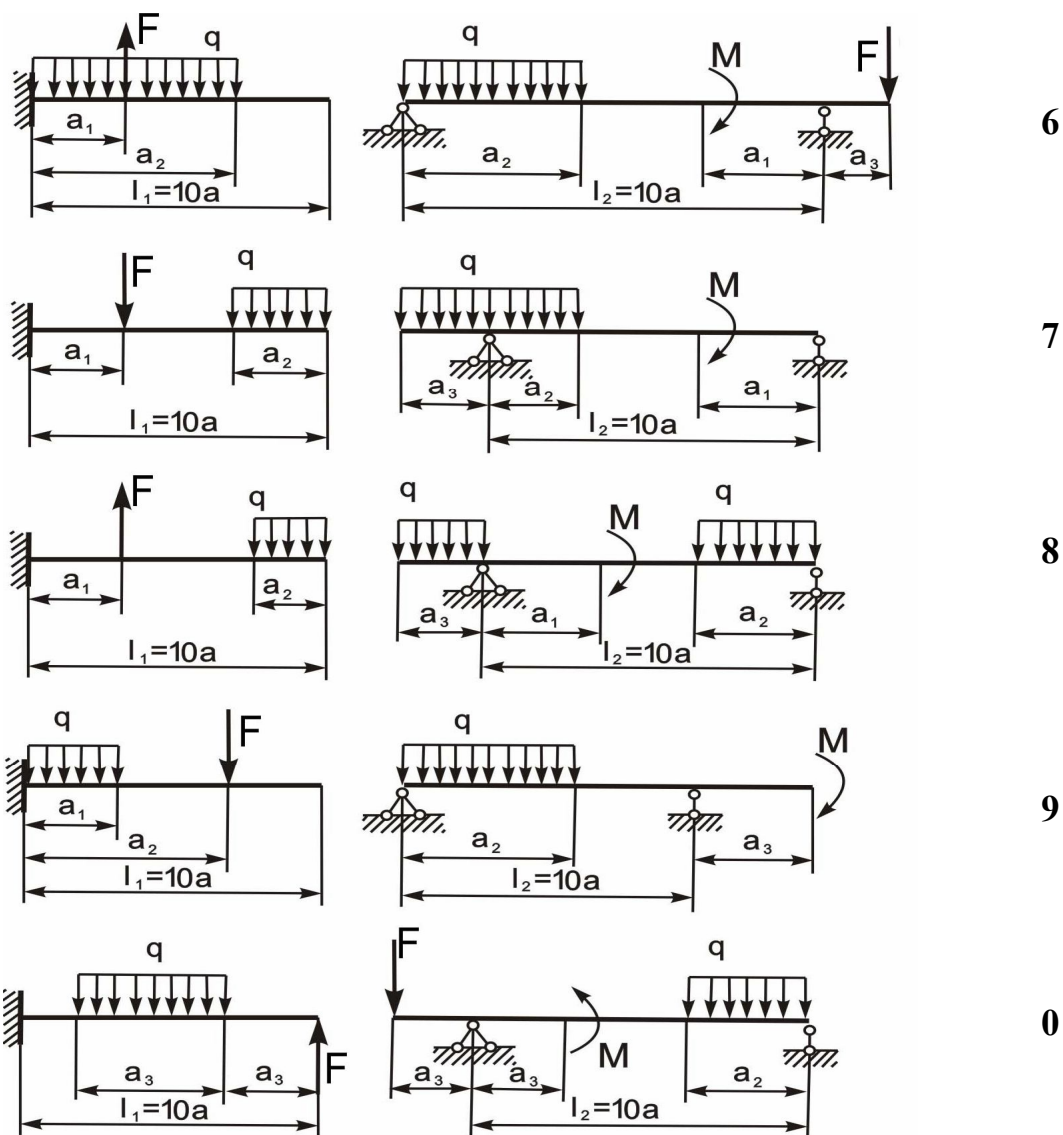 F q q M F
a₁ a₂ a₁ a₃ 6
a₂
l₁=10a l₂=10a
F q q M
a₁ a₂ a₃ a₂ a₁ 7
l₁=10a l₂=10a
F q q M q
a₁ a₂ a₃ a₁ a₂ 8
l₁=10a l₂=10a
q F q M
a₁ a₂ a₃ 9
a₂
l₁=10a l₂=10a
q F F M q
a₃ a₃ a₃ a₃ a₂ 0
l₁=10a l₂=10a